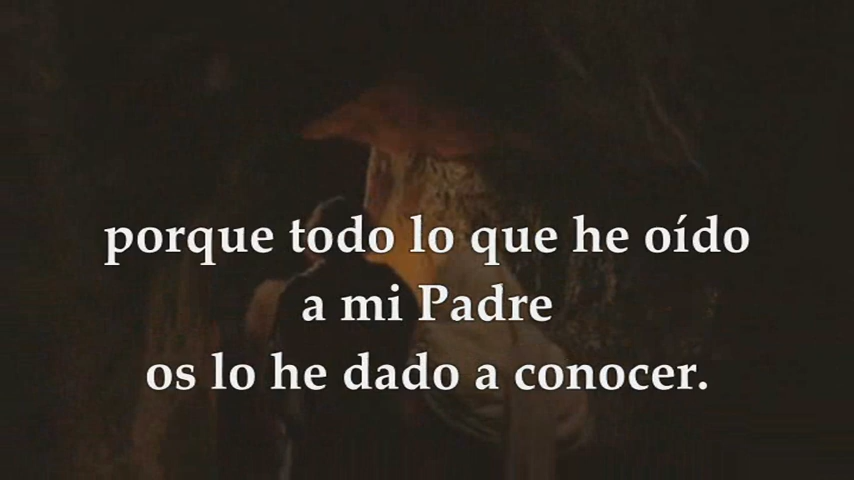 porque todo lo que he oído
a mi Padre
os lo he dado a conocer.